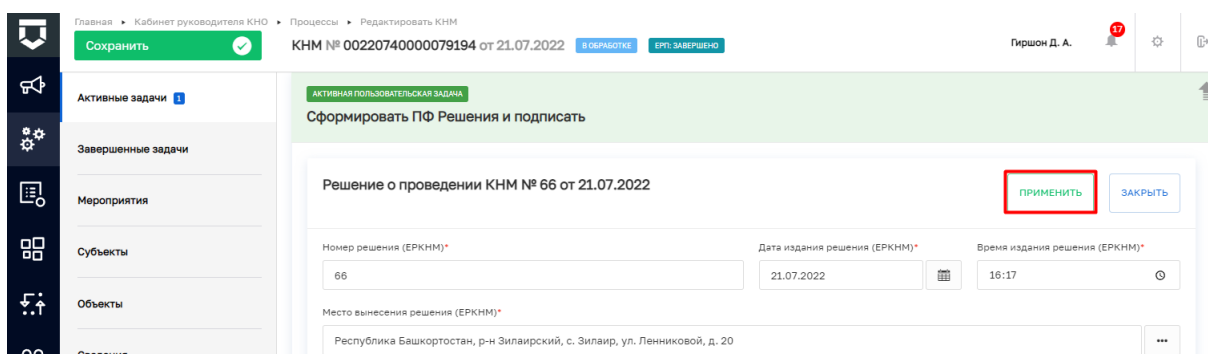 Главная ▸ Кабинет руководителя КНО ▸ Процессы ▸ Редактировать КНМ
Сохранить
КНМ № 00220740000079194 от 21.07.2022 В ОБРАБОТКЕ ЕРП: ЗАВЕРШЕНО
Гиршон Д. А.
17
Активные задачи 1
Завершенные задачи
Мероприятия
Субъекты
Объекты
АКТИВНАЯ ПОЛЬЗОВАТЕЛЬСКАЯ ЗАДАЧА
Сформировать ПФ Решения и подписать
Решение о проведении КНМ № 66 от 21.07.2022
ПРИМЕНИТЬ
ЗАКРЫТЬ
Номер решения (ЕРКНМ)* Дата издания решения (ЕРКНМ)* Время издания решения (ЕРКНМ)*
66 21.07.2022 16:17
Место вынесения решения (ЕРКНМ)*
Республика Башкортостан, р-н Зилаирский, с. Зилаир, ул. Ленниковой, д. 20